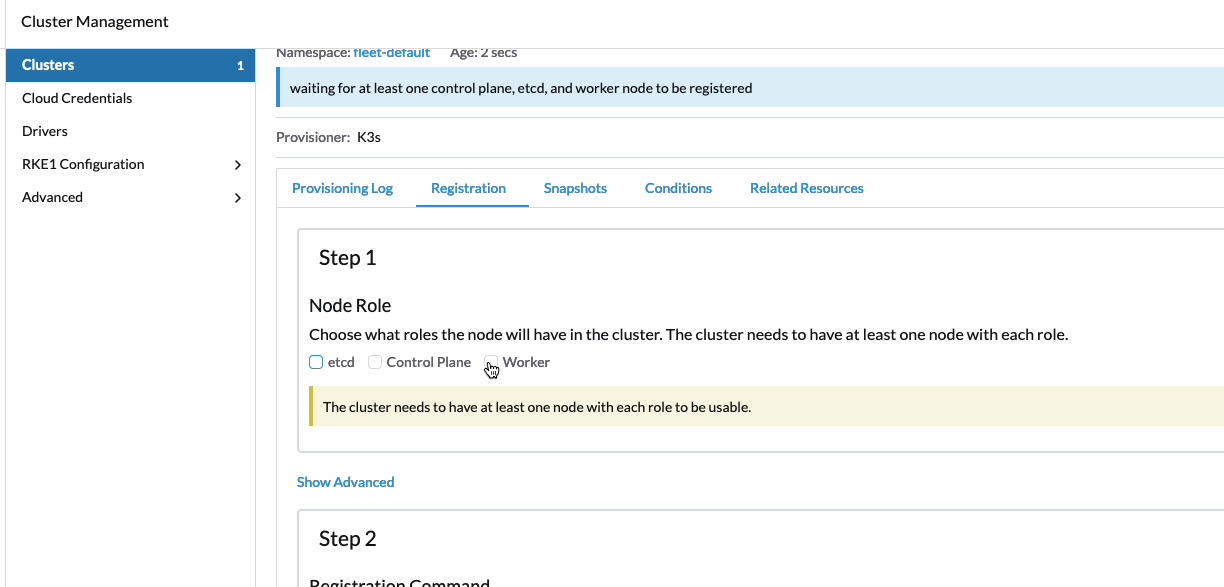 Cluster Management
Clusters 1
Cloud Credentials
Drivers
RKE1 Configuration
Advanced
Namespace: fleet-default Age: 2 secs
waiting for at least one control plane, etcd, and worker node to be registered
Provisioner: K3s
Provisioning Log Registration Snapshots Conditions Related Resources
Step 1
Node Role
Choose what roles the node will have in the cluster. The cluster needs to have at least one node with each role.
etcd Control Plane Worker
The cluster needs to have at least one node with each role to be usable.
Show Advanced
Step 2
Registration Command